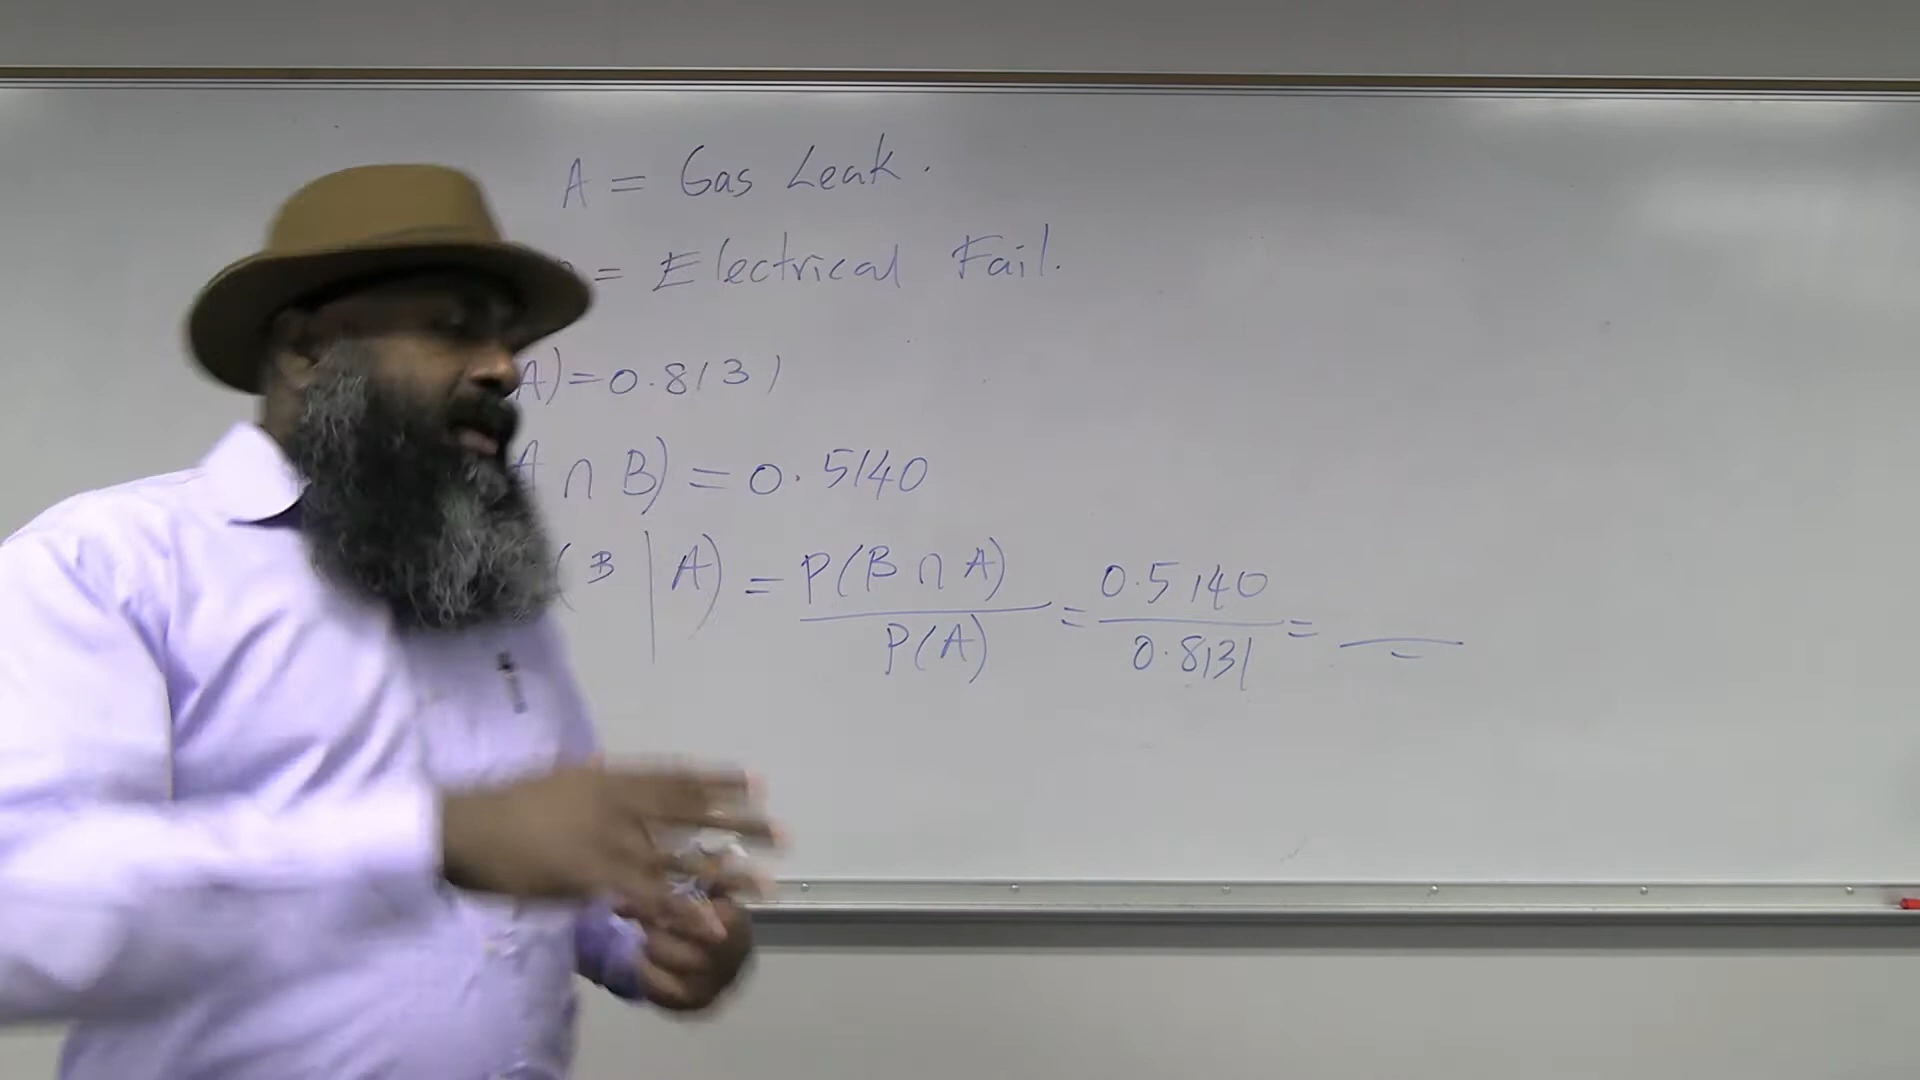 A = Gas Leak.
= Electrical Fail.
A) = 0.8131
A ∩ B) = 0.5140
(B | A) = P(B ∩ A) / P(A) = 0.5140 / 0.8131 =